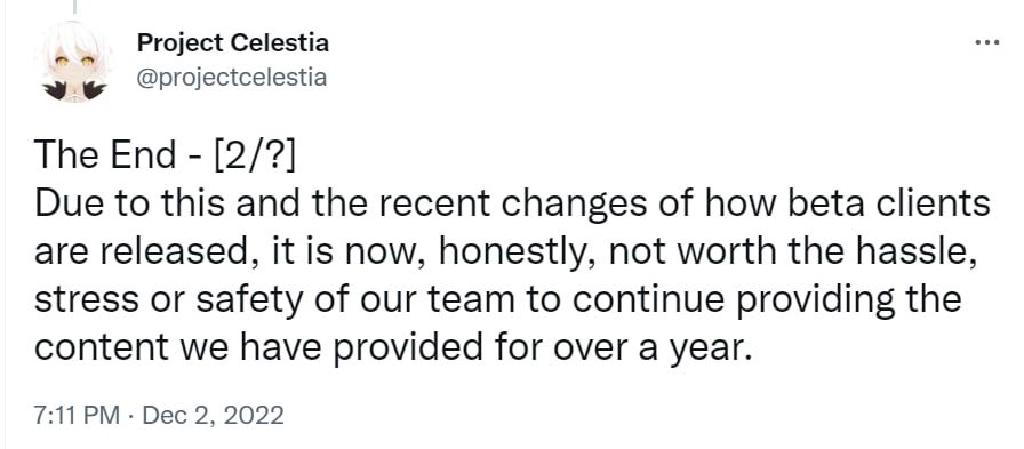 Project Celestia
@projectcelestia
The End - [2/?]
Due to this and the recent changes of how beta clients
are released, it is now, honestly, not worth the hassle,
stress or safety of our team to continue providing the
content we have provided for over a year.
7:11 PM · Dec 2, 2022